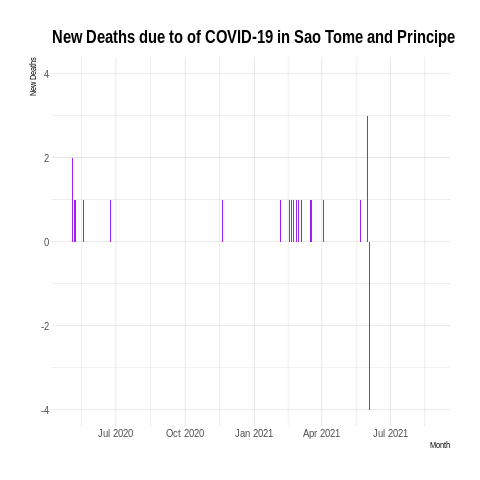 New Deaths due to of COVID-19 in Sao Tome and Principe
New Deaths
4
2
0
-2
-4
Jul 2020 Oct 2020 Jan 2021 Apr 2021 Jul 2021
Month